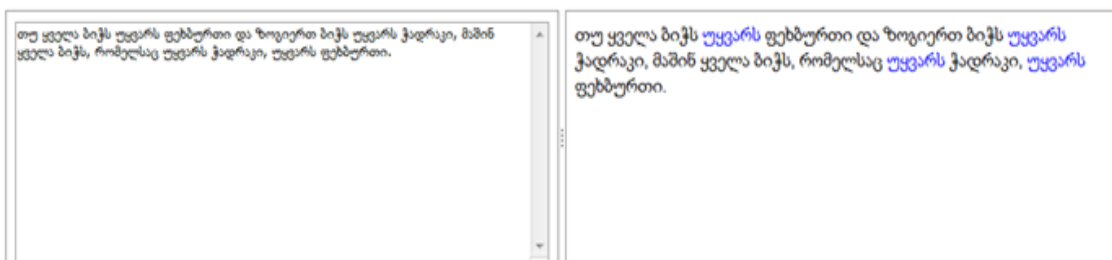 თუ ყველა ბიჭს უყვარს ფეხბურთი და ზოგიერთ ბიჭს უყვარს ჭადრაკი, მაშინ
ყველა ბიჭს, რომელსაც უყვარს ჭადრაკი, უყვარს ფეხბურთი.
თუ ყველა ბიჭს უყვარს ფეხბურთი და ზოგიერთ ბიჭს უყვარს
ჭადრაკი, მაშინ ყველა ბიჭს, რომელსაც უყვარს ჭადრაკი, უყვარს
ფეხბურთი.